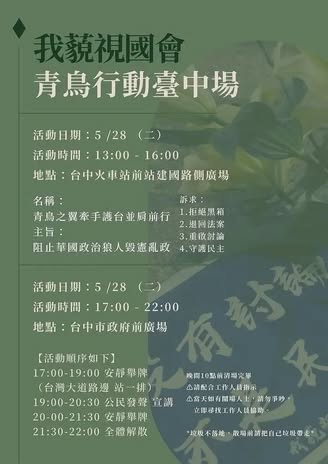 我藐視國會
青鳥行動臺中場
活動日期：5 /28 （二）
活動時間：13:00 - 16:00
地點：台中火車站前站建國路側廣場
名稱：
青鳥之翼牽手護台並肩前行
主旨：
阻止華國政治狼人毀憲亂政
訴求：
1.拒絕黑箱
2.退回法案
3.重啟討論
4.守護民主
活動日期：5 /28 （二）
活動時間：17:00 - 22:00
地點：台中市政府前廣場
【活動順序如下】
17:00-19:00 安靜舉牌
（台灣大道路邊 站一排）
19:00-20:30 公民發聲 宣講
20:00-21:30 安靜舉牌
21:30-22:00 全體解散
晚間10點前清場完畢
⚠請配合工作人員指示
⚠當天如有鬧場人士，請勿爭吵，
立即尋找工作人員協助。
*垃圾不落地，散場前請把自己垃圾帶走*
沒有討論
不是民